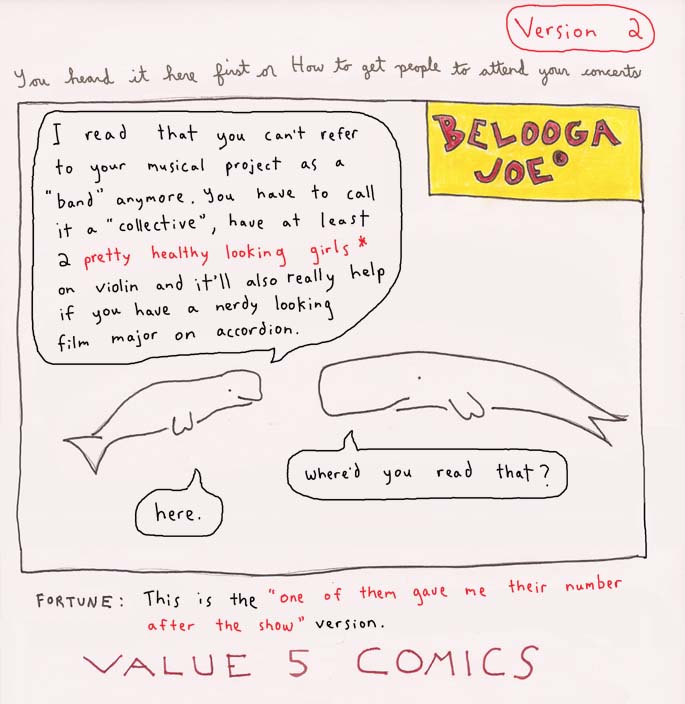 Version 2
You heard it here first or How to get people to attend your concerts
BELOOGA
JOE®
I read that you can't refer
to your musical project as a
"band" anymore. You have to call
it a "collective", have at least
2 pretty healthy looking girls*
on violin and it'll also really help
if you have a nerdy looking
film major on accordion.
where'd you read that?
here.
FORTUNE: This is the "one of them gave me their number
after the show" version.
VALUE 5 COMICS